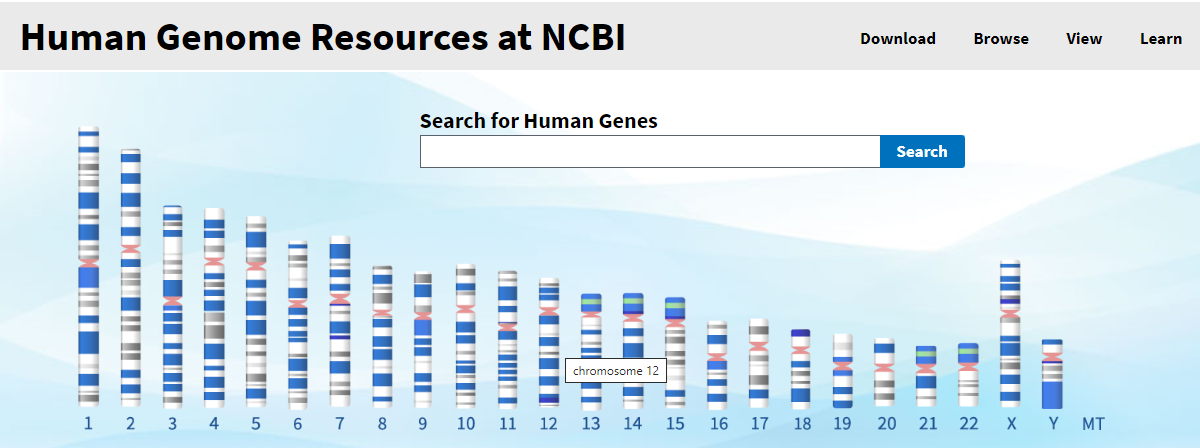 Human Genome Resources at NCBI
Download Browse View Learn
Search for Human Genes
Search
chromosome 12
1 2 3 4 5 6 7 8 9 10 11 12 13 14 15 16 17 18 19 20 21 22 X Y MT